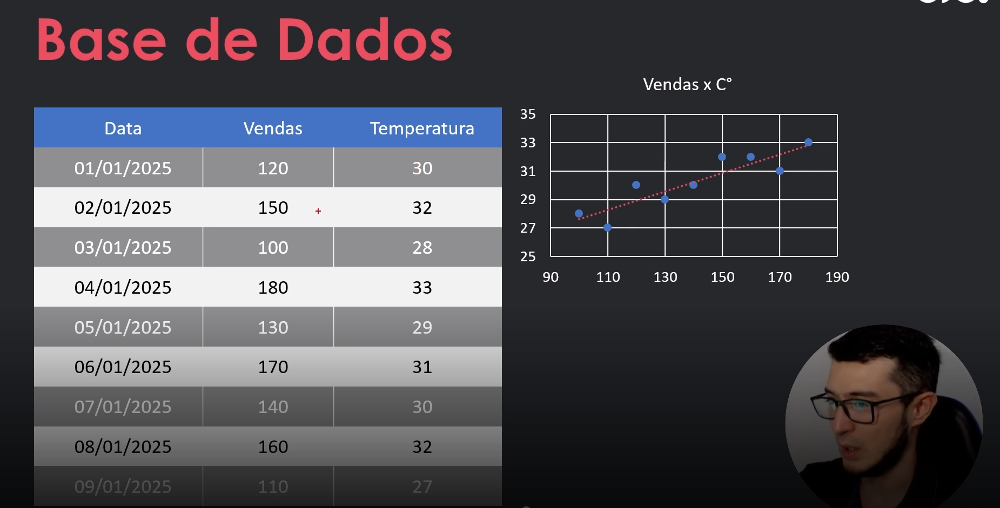 Base de Dados
Data Vendas Temperatura
01/01/2025 120 30
02/01/2025 150 32
03/01/2025 100 28
04/01/2025 180 33
05/01/2025 130 29
06/01/2025 170 31
07/01/2025 140 30
08/01/2025 160 32
09/01/2025 110 27
Vendas x C°
35
33
31
29
27
25
90 110 130 150 170 190